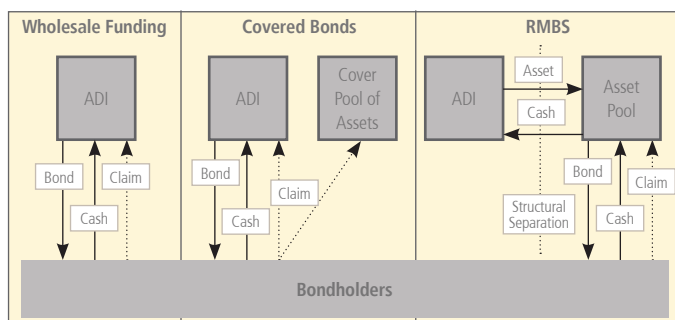 Wholesale Funding
ADI
Bond
Claim
Cash
Covered Bonds
ADI
Cover
Pool of
Assets
Bond
Claim
Cash
RMBS
Asset
ADI
Asset
Pool
Cash
Bond
Claim
Structural
Separation
Cash
Bondholders